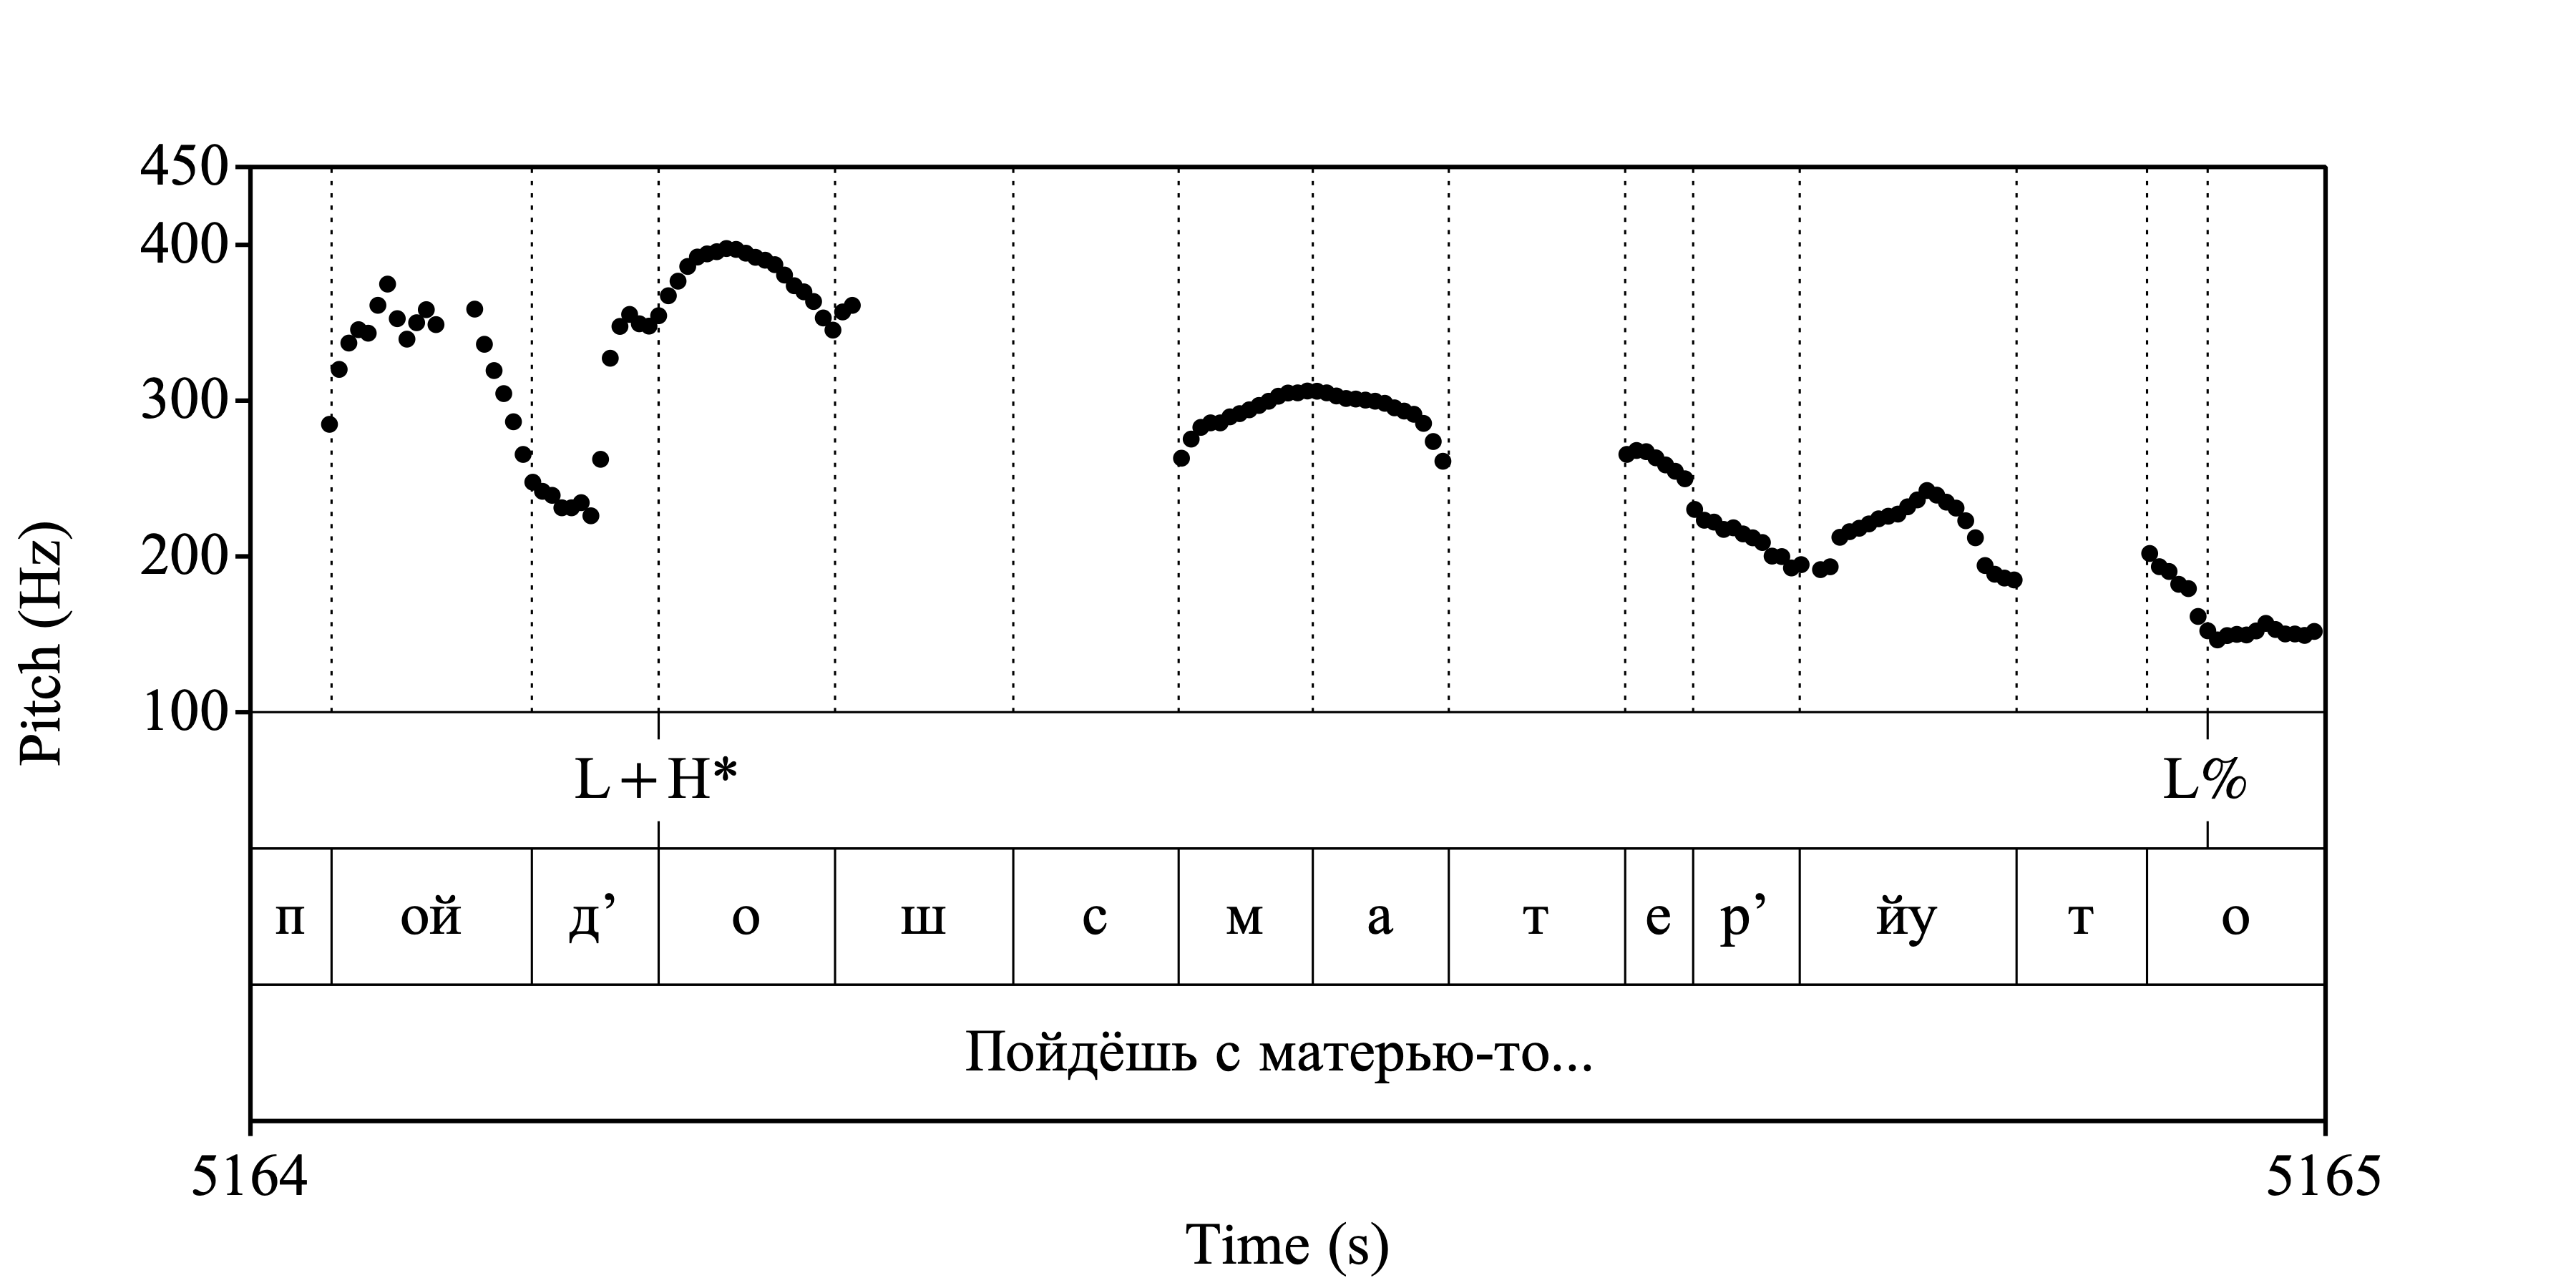 450
400
300
200
100
Pitch (Hz)
L+H* L%
п ой д’ о ш с м а т е р’ йу т о
Пойдёшь с матерью-то...
5164 5165
Time (s)